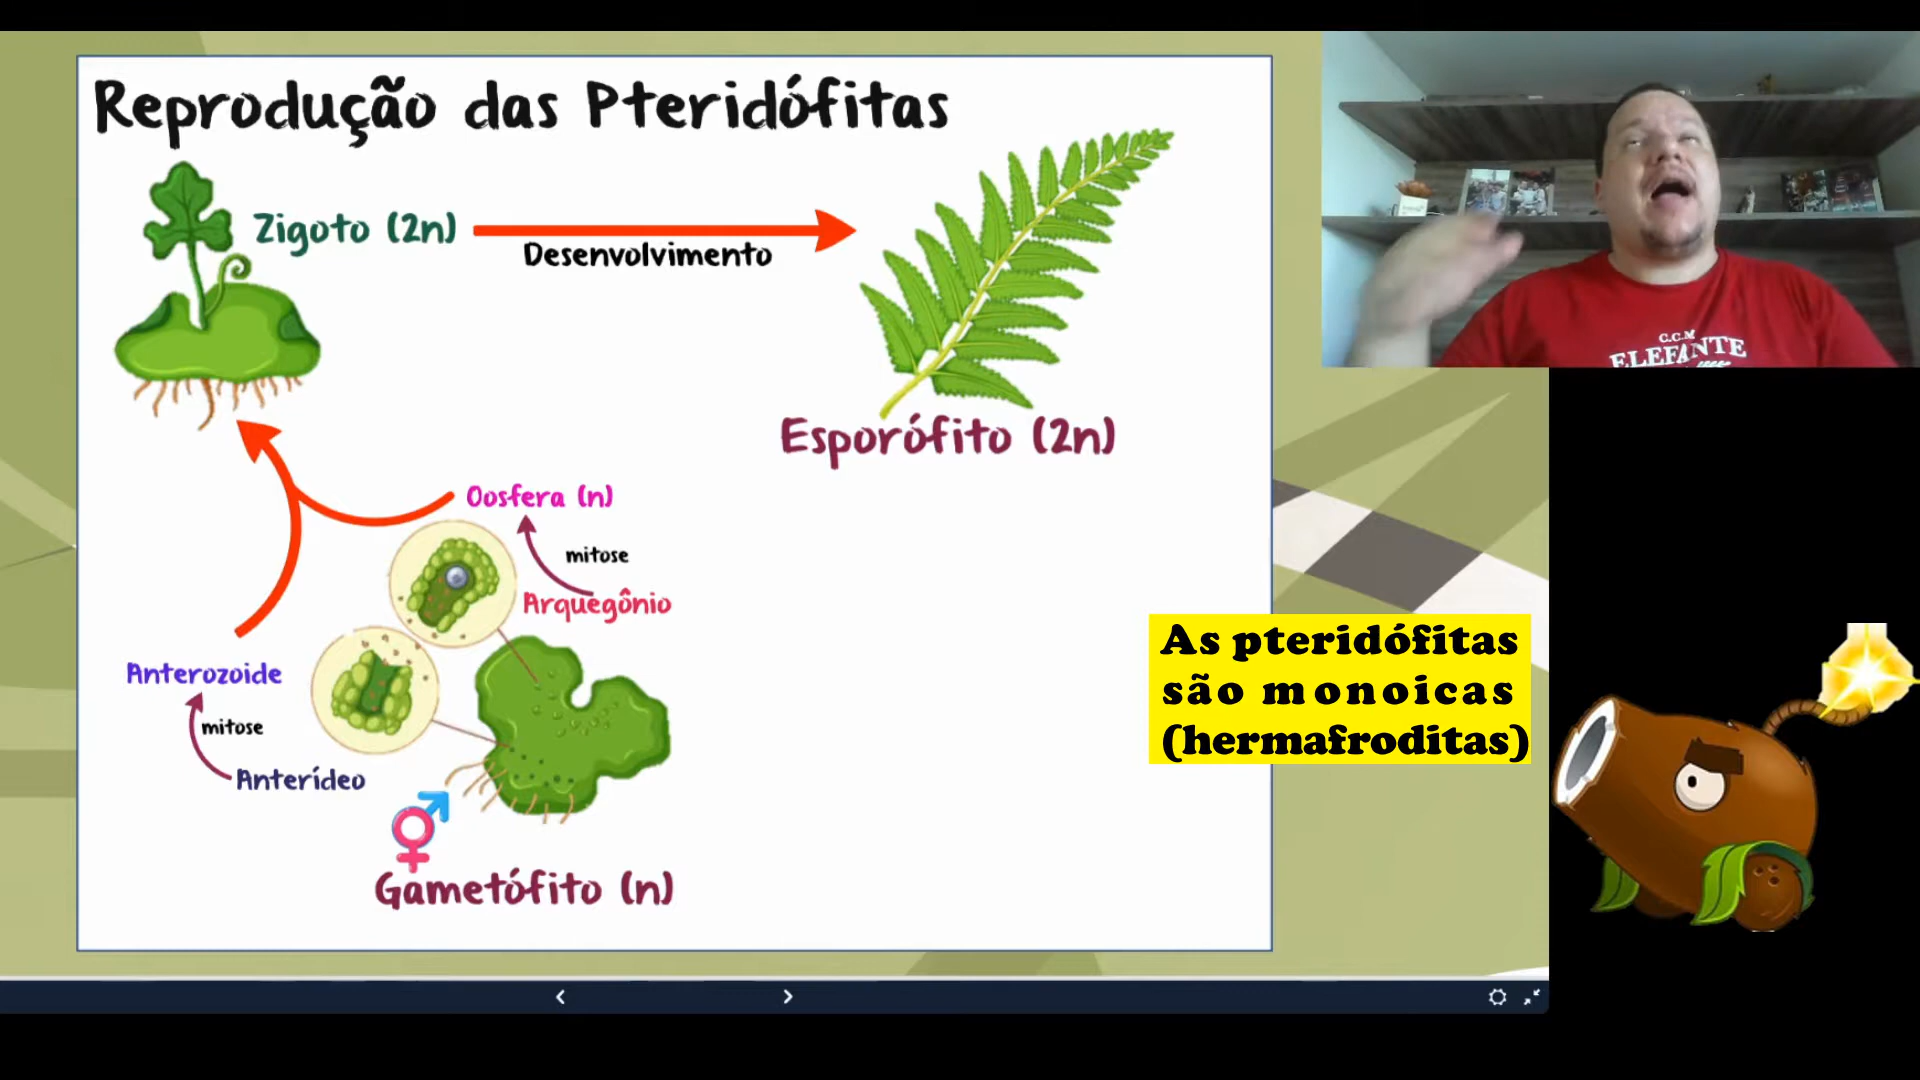 Reprodução das Pteridófitas
Zigoto (2n)
Desenvolvimento
Esporófito (2n)
Oosfera (n)
mitose
Arquegônio
Anterozoide
mitose
Anterídeo
Gametófito (n)
C.C.M
ELEFANTE
As pteridófitas
são monoicas
(hermafroditas)